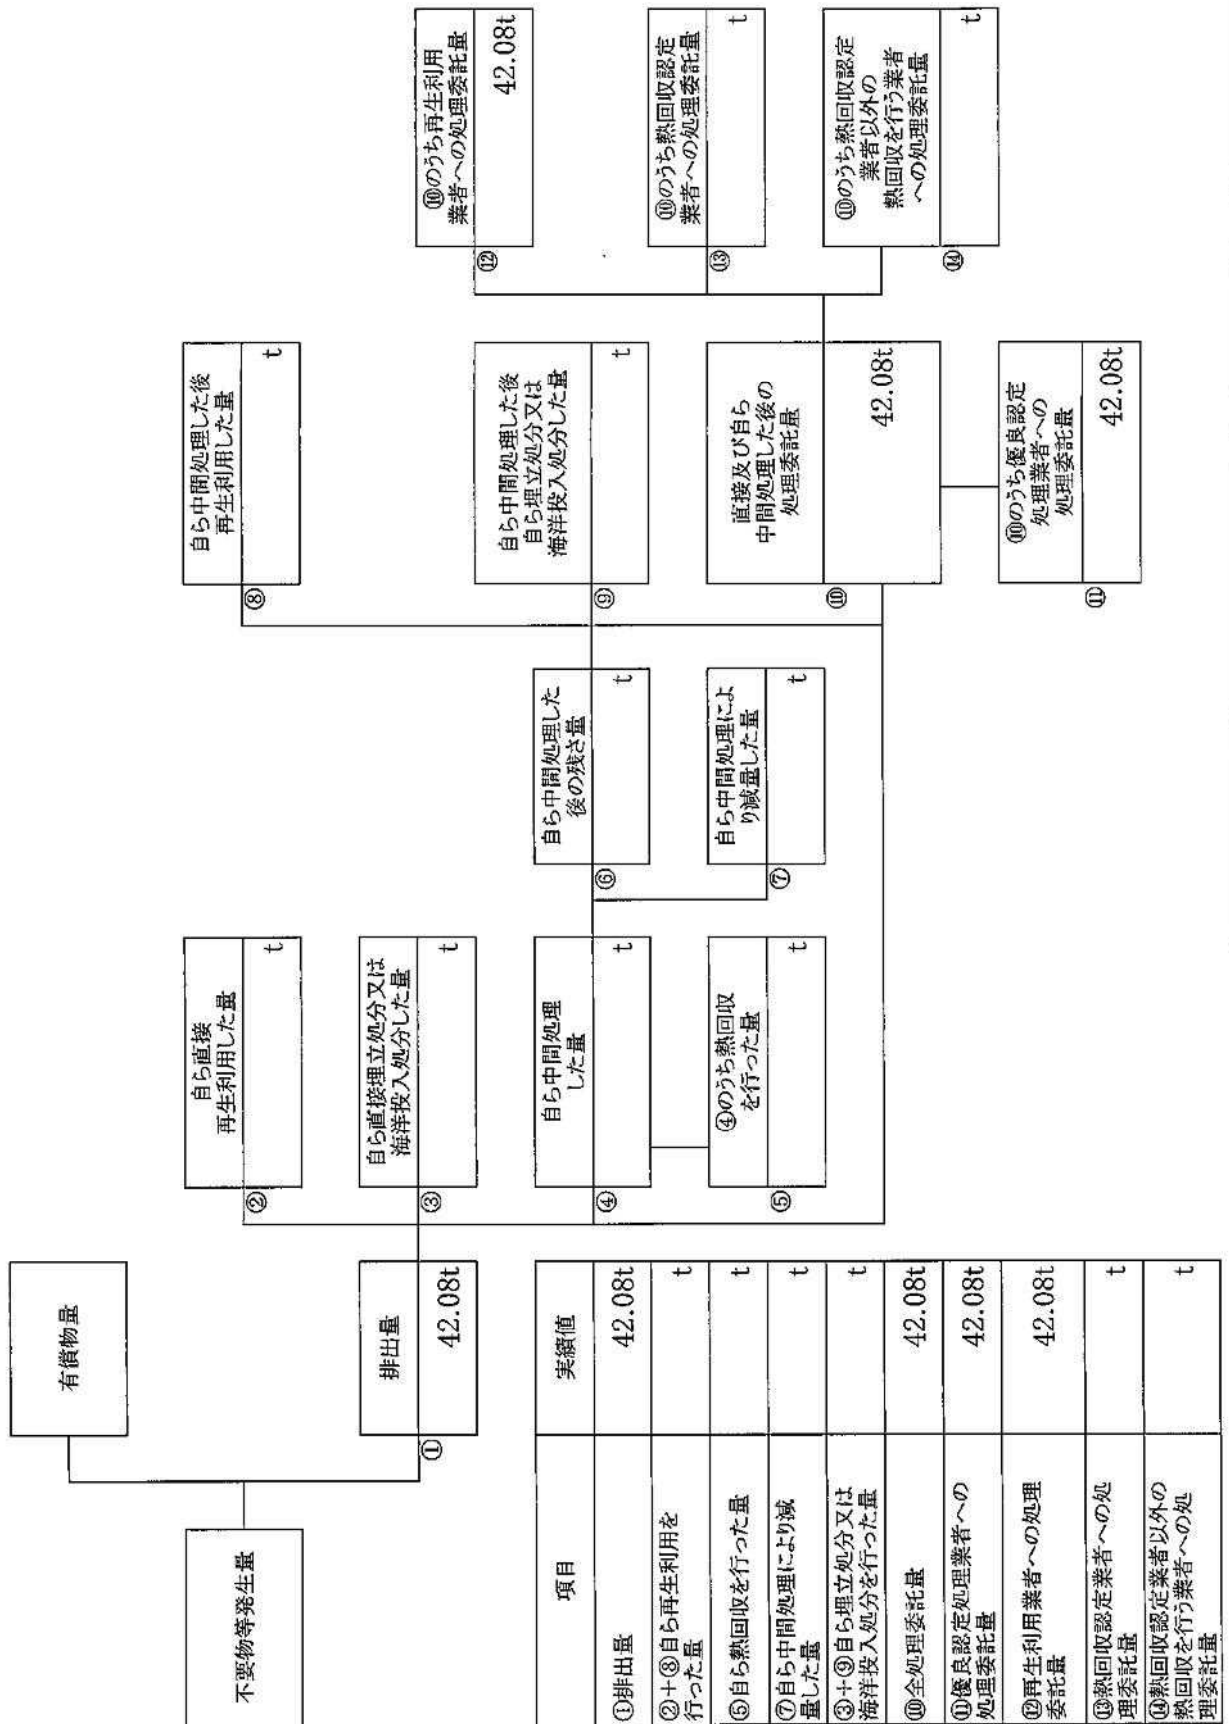 不要物等発生量
有償物量
①
排出量
42.08t
②
自ら直接
再生利用した量
t
③
自ら直接埋立処分又は
海洋投入処分した量
t
④
自ら中間処理
した量
t
⑤
④のうち熱回収
を行った量
t
⑥
自ら中間処理した
後の残さ量
t
⑦
自ら中間処理によ
り減量した量
t
⑧
自ら中間処理した後
再生利用した量
t
⑨
自ら中間処理した後
自ら埋立処分又は
海洋投入処分した量
t
⑩
直接及び自ら
中間処理した後の
処理委託量
42.08t
⑪
⑩のうち優良認定
処理業者への
処理委託量
42.08t
⑫
⑩のうち再生利用
業者への処理委託量
42.08t
⑬
⑩のうち熱回収認定
業者への処理委託量
t
⑭
⑩のうち熱回収認定
業者以外の
熱回収を行う業者
への処理委託量
t
項目 実績値
①排出量 42.08t
②+⑧自ら再生利用を
行った量 t
⑤自ら熱回収を行った量 t
⑦自ら中間処理により減
量した量 t
③+⑨自ら埋立処分又は
海洋投入処分を行った量 t
⑩全処理委託量 42.08t
⑪優良認定処理業者への
処理委託量 42.08t
⑫再生利用業者への処理
委託量 42.08t
⑬熱回収認定業者への処
理委託量 t
⑭熱回収認定業者以外の
熱回収を行う業者への処
理委託量 t